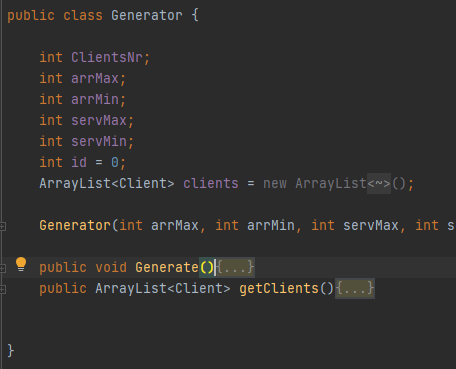 public class Generator {
int ClientsNr;
int arrMax;
int arrMin;
int servMax;
int servMin;
int id = 0;
ArrayList<Client> clients = new ArrayList<~>();
Generator(int arrMax, int arrMin, int servMax, int s
public void Generate(){...}
public ArrayList<Client> getClients(){...}
}